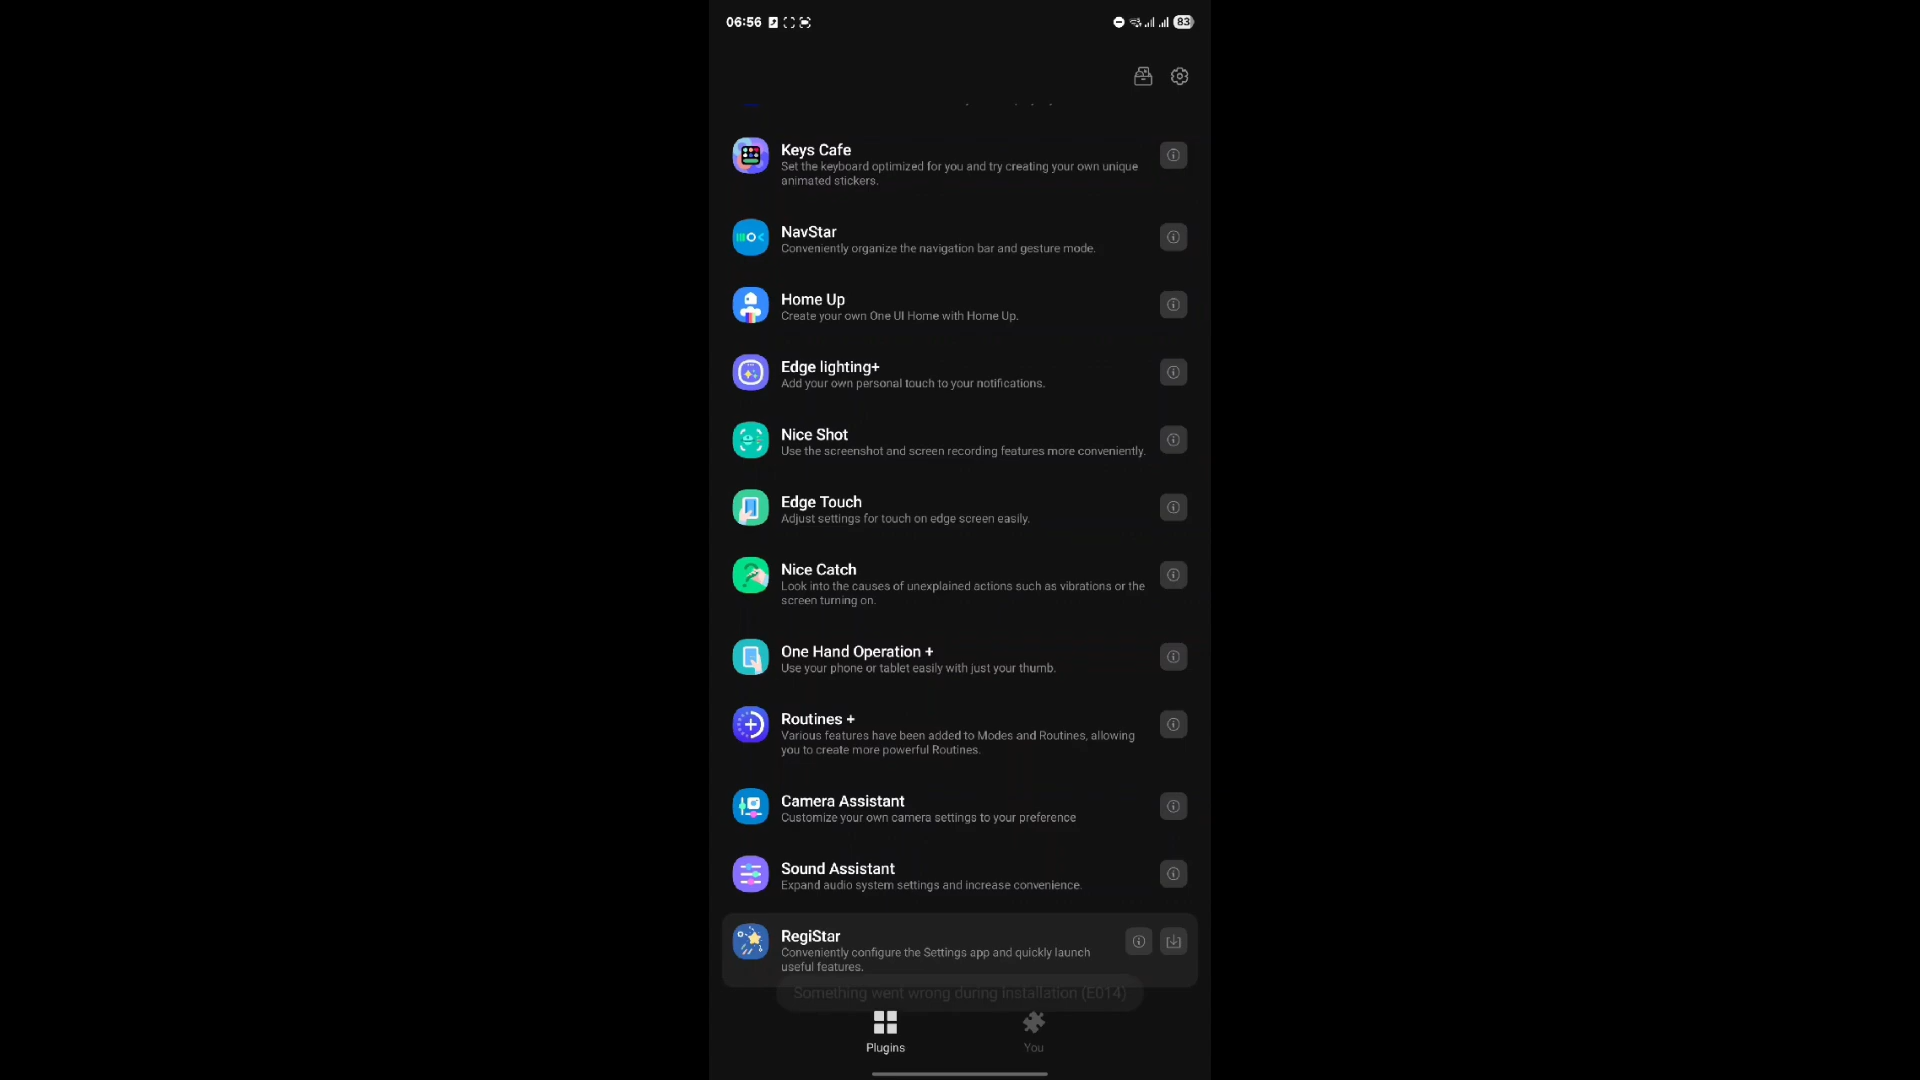 06:56
83
Keys Cafe
Set the keyboard optimized for you and try creating your own unique
animated stickers.
NavStar
Conveniently organize the navigation bar and gesture mode.
Home Up
Create your own One UI Home with Home Up.
Edge lighting+
Add your own personal touch to your notifications.
Nice Shot
Use the screenshot and screen recording features more conveniently.
Edge Touch
Adjust settings for touch on edge screen easily.
Nice Catch
Look into the causes of unexplained actions such as vibrations or the
screen turning on.
One Hand Operation +
Use your phone or tablet easily with just your thumb.
Routines +
Various features have been added to Modes and Routines, allowing
you to create more powerful Routines.
Camera Assistant
Customize your own camera settings to your preference
Sound Assistant
Expand audio system settings and increase convenience.
RegiStar
Conveniently configure the Settings app and quickly launch
useful features.
Something went wrong during installation (E014)
Plugins
You